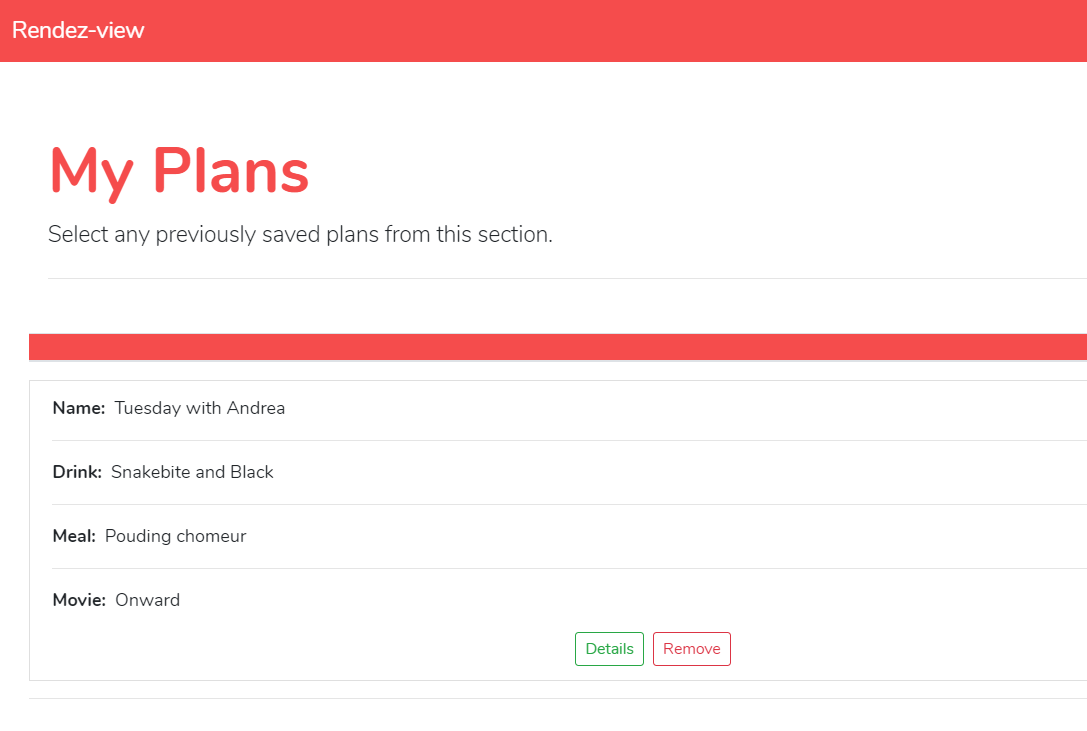 Rendez-view
My Plans
Select any previously saved plans from this section.
Name: Tuesday with Andrea
Drink: Snakebite and Black
Meal: Pouding chomeur
Movie: Onward
Details Remove